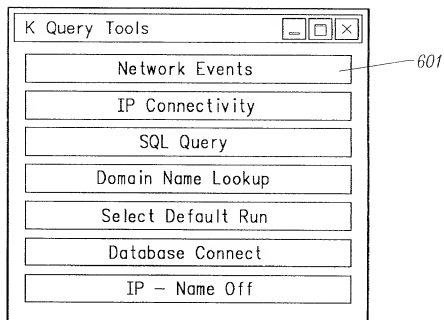 K Query Tools
Network Events
601
IP Connectivity
SQL Query
Domain Name Lookup
Select Default Run
Database Connect
IP – Name Off